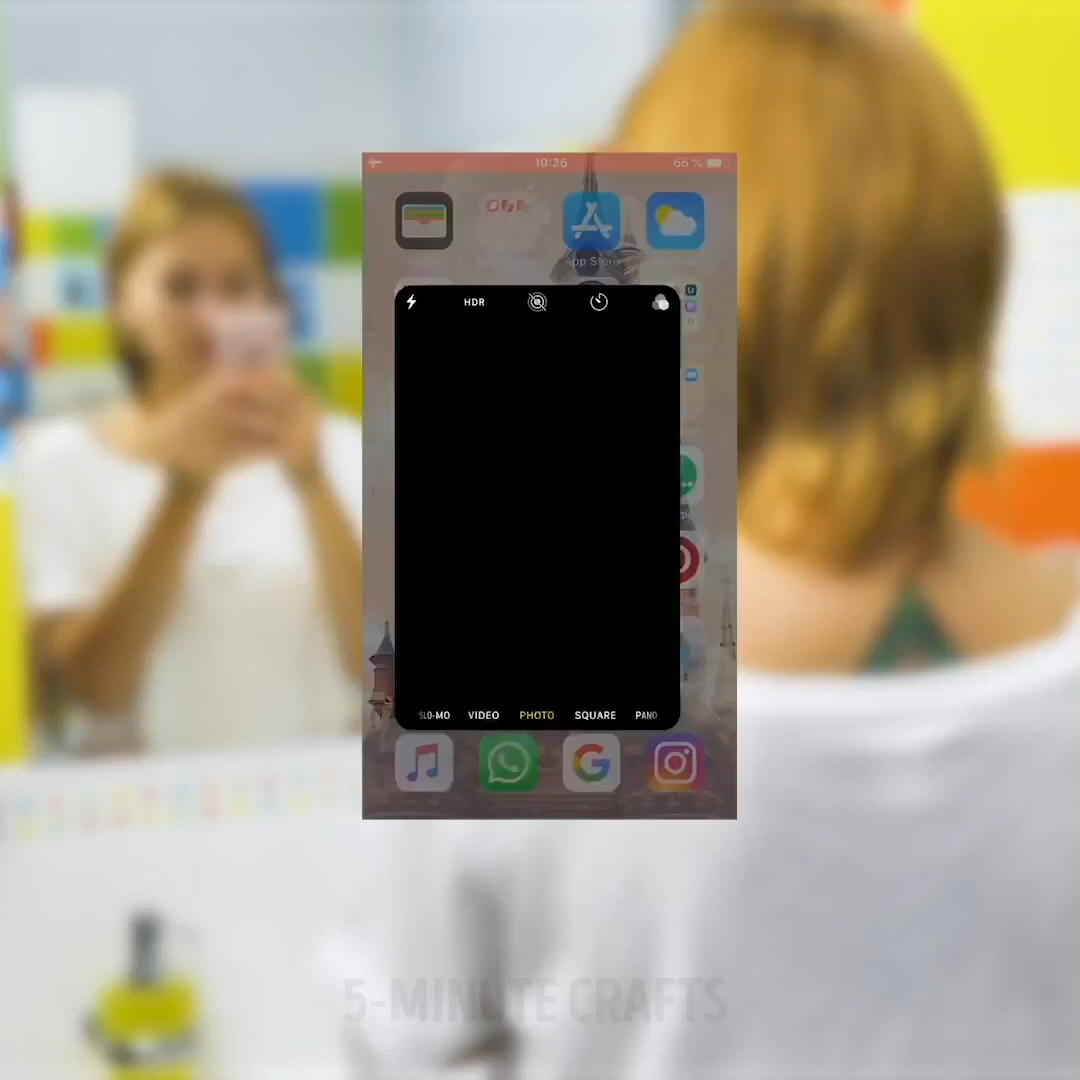 10:36 66 %
App Store
HDR
SLO-MO VIDEO PHOTO SQUARE PANO
5-MINUTE CRAFTS